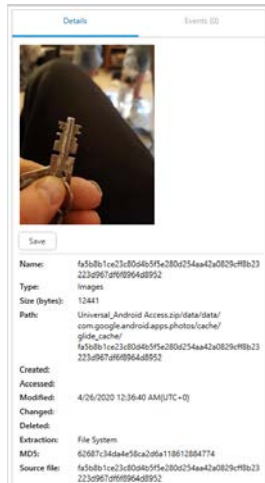 Details Events (0)
Save
Name: fa5b8b1ce23c80d4b5f5e280d254aa42a0829cff8b23
223d967df6f8964d8952
Type: Images
Size (bytes): 12441
Path: Universal_Android Access.zip/data/data/
com.google.android.apps.photos/cache/
glide_cache/
fa5b8b1ce23c80d4b5f5e280d254aa42a0829cff8b23
223d967df6f8964d8952
Created:
Accessed:
Modified: 4/26/2020 12:36:40 AM(UTC+0)
Changed:
Deleted:
Extraction: File System
MD5: 62687c34da4e58ca2d6a118612884774
Source file: fa5b8b1ce23c80d4b5f5e280d254aa42a0829cff8b23
223d967df6f8964d8952